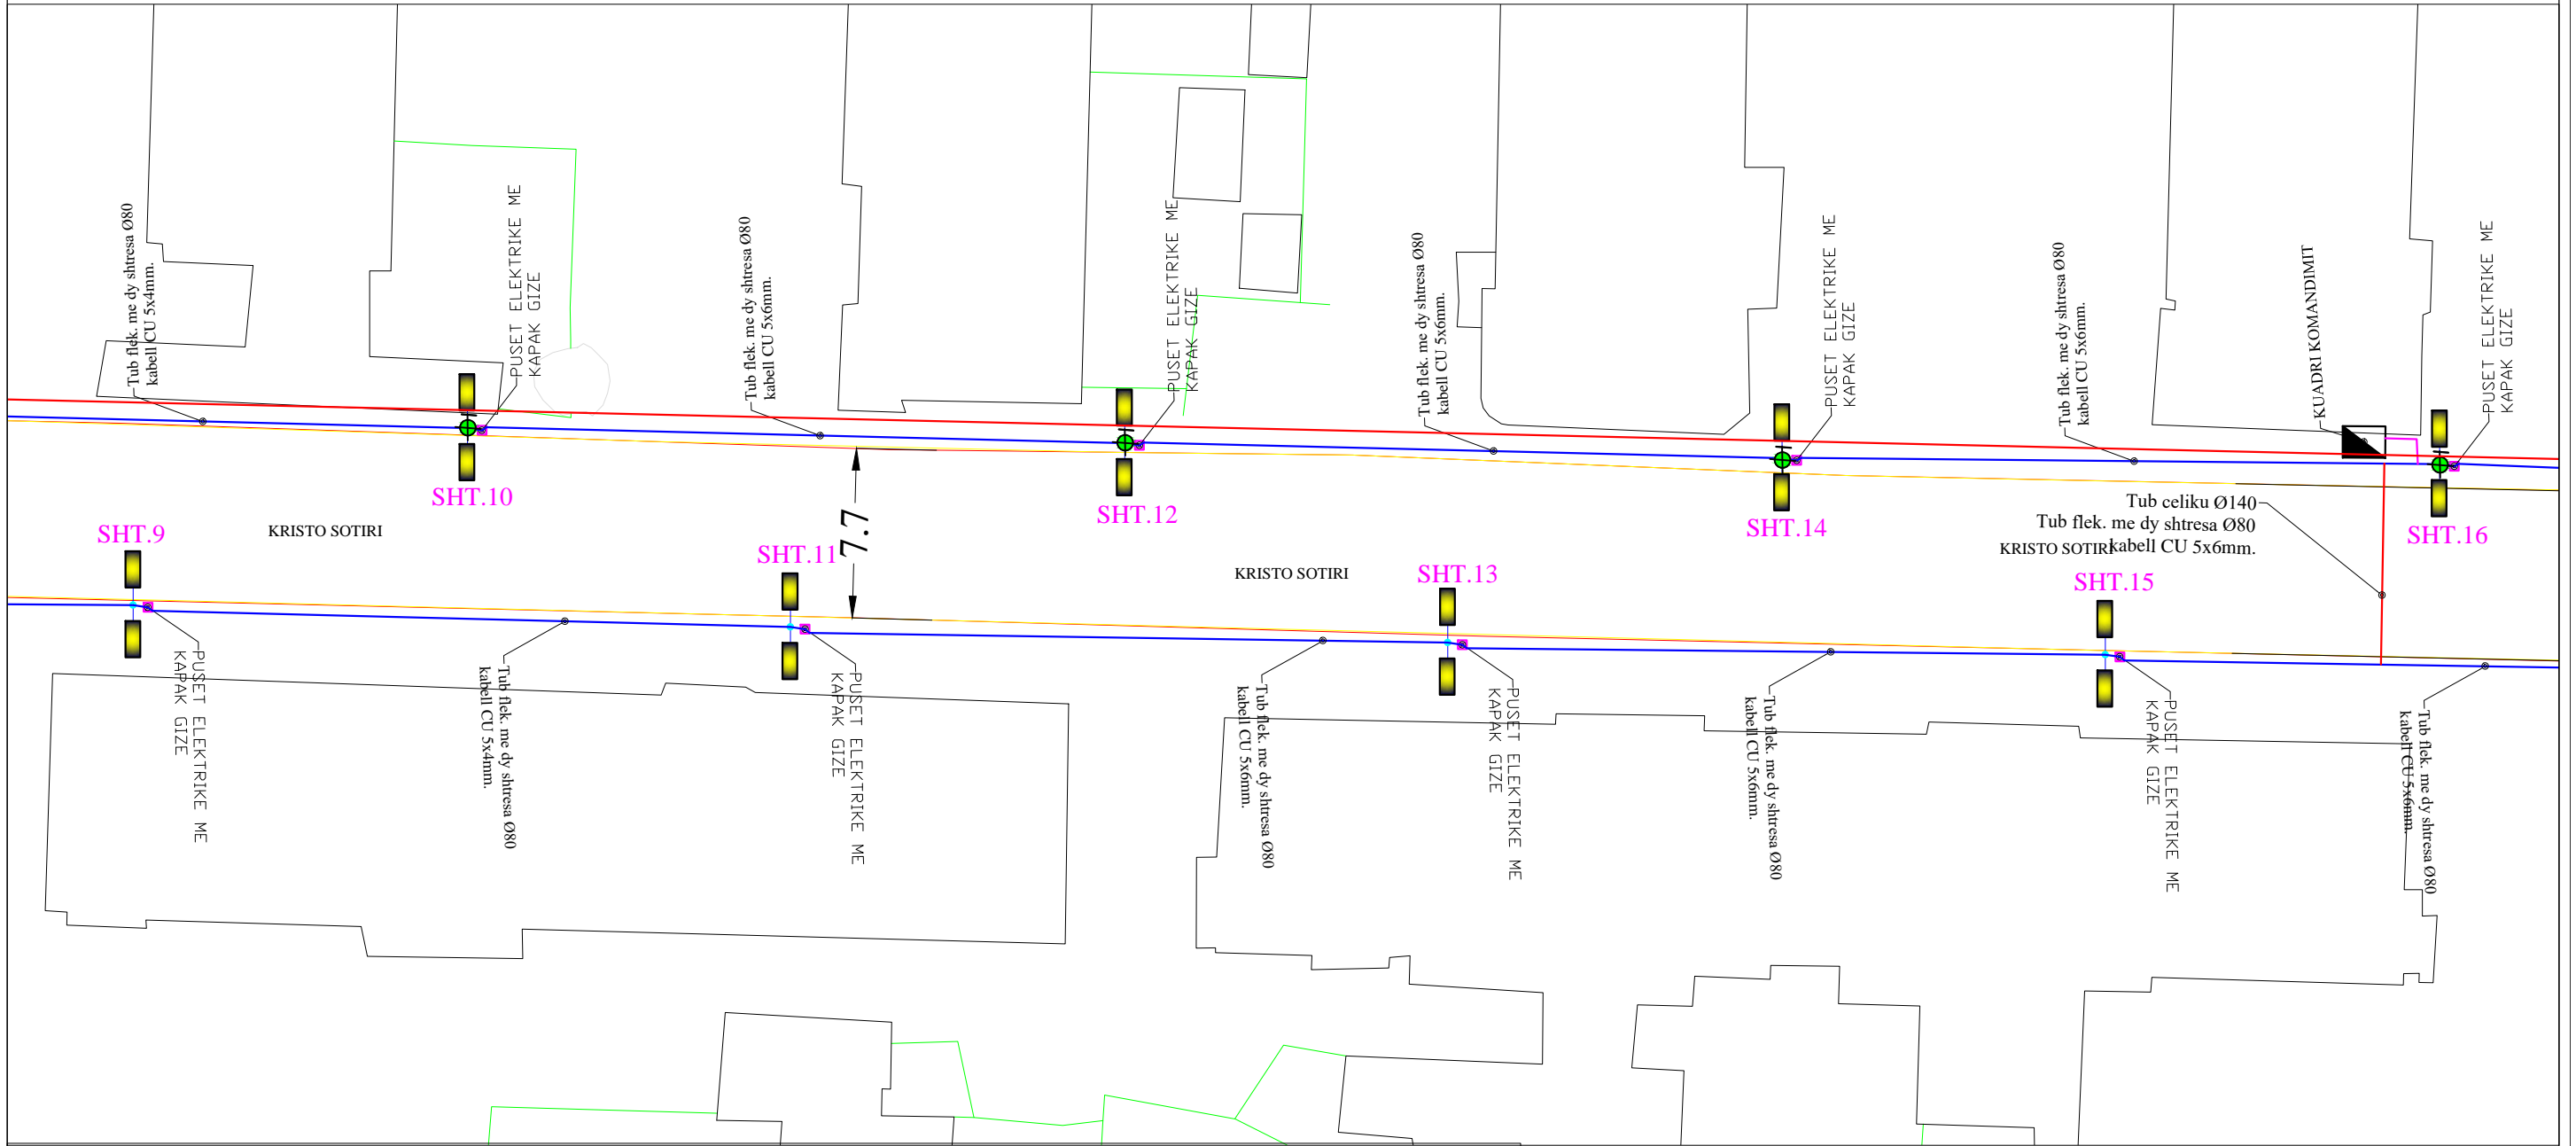 Tub flek. me dy shtresa Ø80
kabell CU 5x4mm.
PUSET ELEKTRIKE ME
KAPAK GIZE
Tub flek. me dy shtresa Ø80
kabell CU 5x6mm.
PUSET ELEKTRIKE ME
KAPAK GIZE
Tub flek. me dy shtresa Ø80
kabell CU 5x6mm.
PUSET ELEKTRIKE ME
KAPAK GIZE
Tub flek. me dy shtresa Ø80
kabell CU 5x6mm.
KUADRI KOMANDIMIT
PUSET ELEKTRIKE ME
KAPAK GIZE
SHT.10
SHT.12
SHT.14
SHT.16
Tub celiku Ø140
Tub flek. me dy shtresa Ø80
kabell CU 5x6mm.
KRISTO SOTIRI
SHT.9
KRISTO SOTIRI
SHT.11
7.7
KRISTO SOTIRI
SHT.13
SHT.15
PUSET ELEKTRIKE ME
KAPAK GIZE
Tub flek. me dy shtresa Ø80
kabell CU 5x4mm.
PUSET ELEKTRIKE ME
KAPAK GIZE
Tub flek. me dy shtresa Ø80
kabell CU 5x6mm.
PUSET ELEKTRIKE ME
KAPAK GIZE
Tub flek. me dy shtresa Ø80
kabell CU 5x6mm.
PUSET ELEKTRIKE ME
KAPAK GIZE
Tub flek. me dy shtresa Ø80
kabell CU 5x6mm.